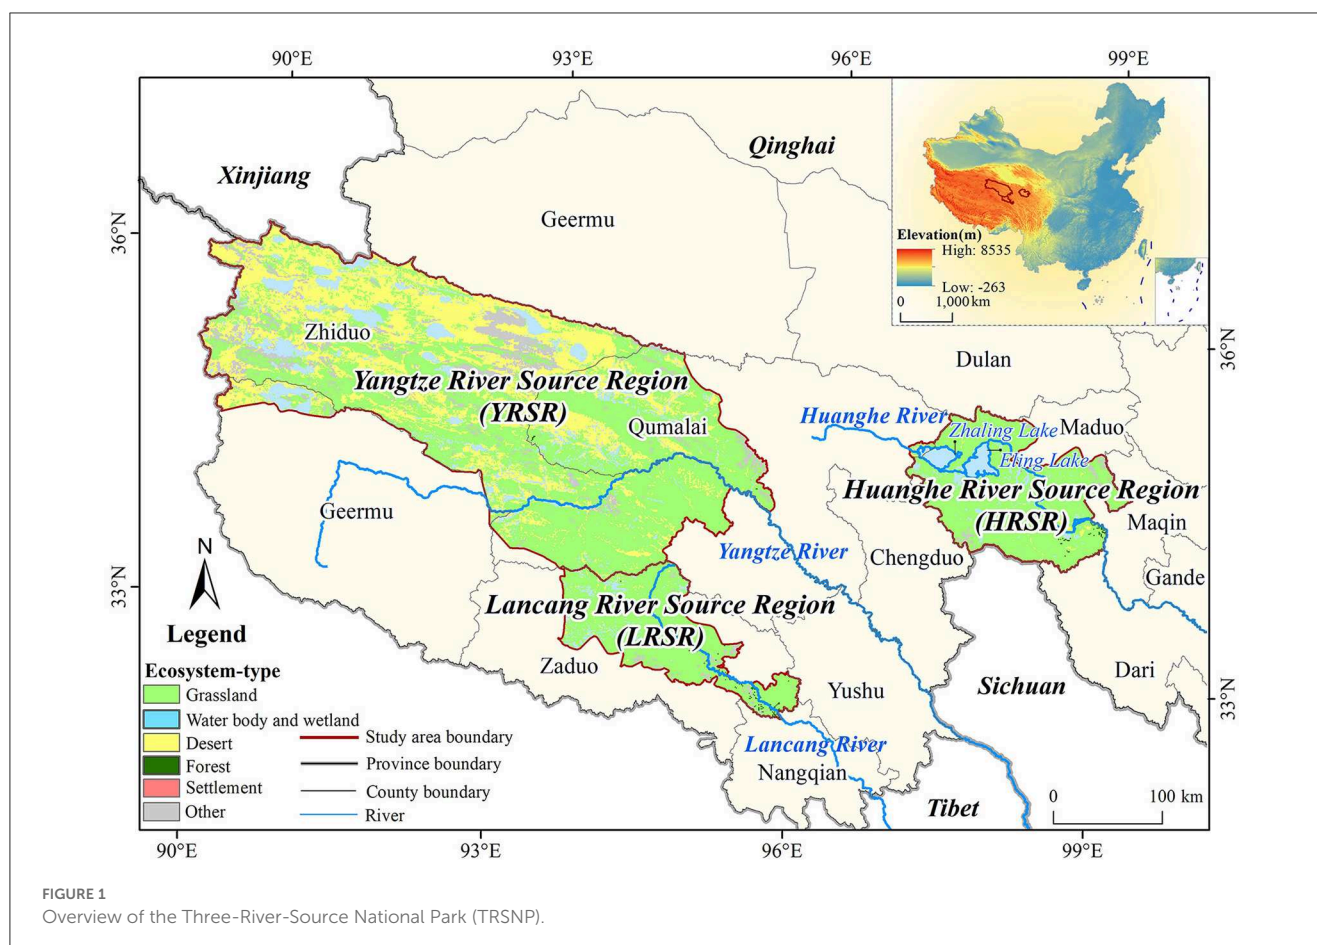 90°E
93°E
96°E
99°E
Qinghai
Xinjiang
Geermu
36°N
36°N
Elevation(m)
High: 8535
Low: -263
0 1,000 km
Zhiduo
Dulan
Yangtze River Source Region
(YRSR)
Qumalai
Huanghe River
Zhaling Lake
Maduo
Eling Lake
Huanghe River Source Region
(HRSR)
Geermu
Maqin
Yangtze River
Chengduo
Gande
N
33°N
Lancang River Source Region
(LRSR)
Legend
Zaduo
Dari
Yushu
Sichuan
33°N
Ecosystem-type
Grassland
Water body and wetland
Desert
Forest
Settlement
Other
Study area boundary
Province boundary
County boundary
River
Lancang River
Nangqian
Tibet
0 100 km
90°E
93°E
96°E
99°E
FIGURE 1
Overview of the Three-River-Source National Park (TRSNP).